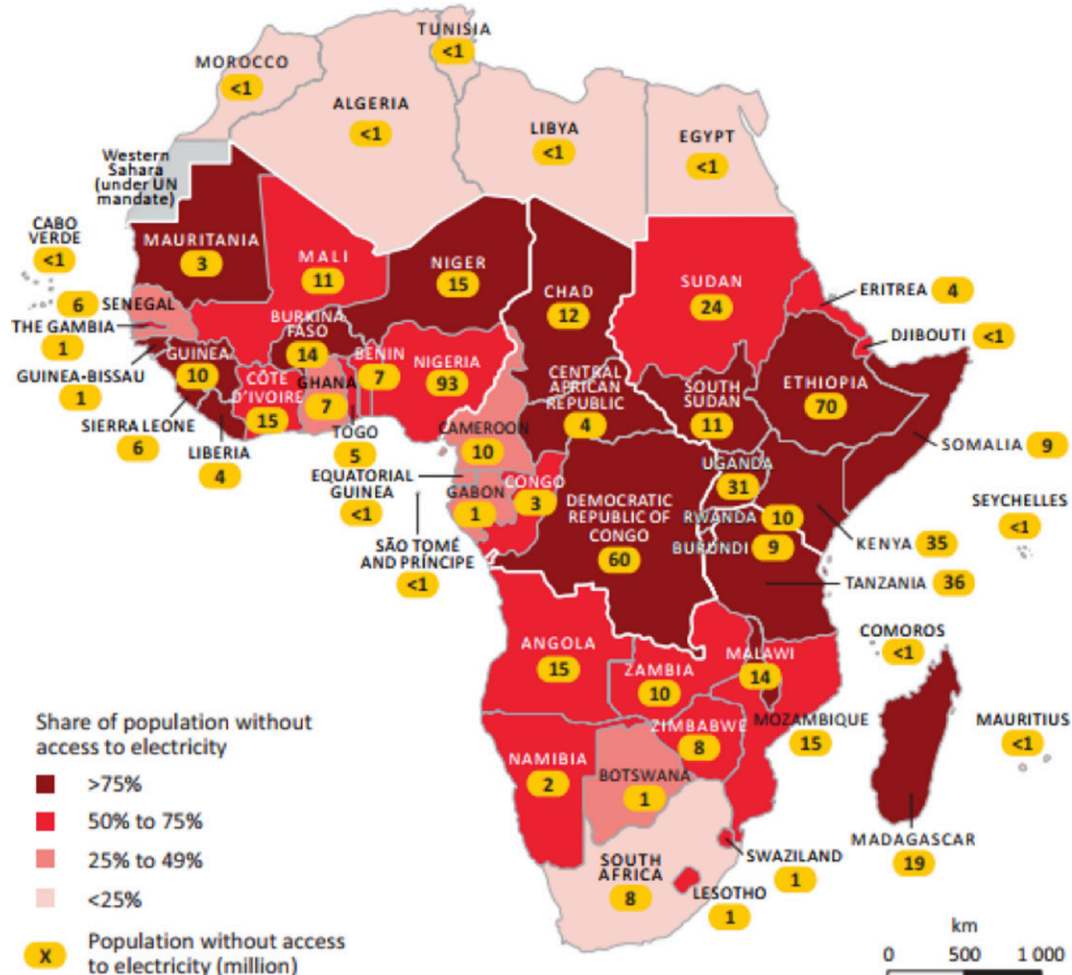 TUNISIA
<1
MOROCCO
<1
ALGERIA
<1
LIBYA
<1
EGYPT
<1
Western
Sahara
(under UN
mandate)
CABO
VERDE
<1
MAURITANIA
3
MALI
11
NIGER
15
CHAD
12
SUDAN
24
ERITREA 4
DJIBOUTI <1
6 SENEGAL
THE GAMBIA
1
GUINEA-BISSAU
1
GUINEA
10
SIERRA LEONE
6
LIBERIA
4
CÔTE
D'IVOIRE
15
BURKINA
FASO
14
GHANA
7
TOGO
5
BENIN
7
NIGERIA
93
CAMEROON
10
EQUATORIAL
GUINEA
<1
SÃO TOMÉ
AND PRÍNCIPE
<1
GABON
1
CONGO
3
CENTRAL
AFRICAN
REPUBLIC
4
SOUTH
SUDAN
11
ETHIOPIA
70
SOMALIA 9
UGANDA
31
RWANDA 10
BURUNDI 9
KENYA 35
TANZANIA 36
SEYCHELLES
<1
DEMOCRATIC
REPUBLIC OF
CONGO
60
ANGOLA
15
ZAMBIA
10
MALAWI
14
COMOROS
<1
MOZAMBIQUE
15
ZIMBABWE
8
MAURITIUS
<1
NAMIBIA
2
BOTSWANA
1
MADAGASCAR
19
SOUTH
AFRICA
8
SWAZILAND
1
LESOTHO
1
Share of population without
access to electricity
>75%
50% to 75%
25% to 49%
<25%
X Population without access
to electricity (million)
km
0 500 1 000